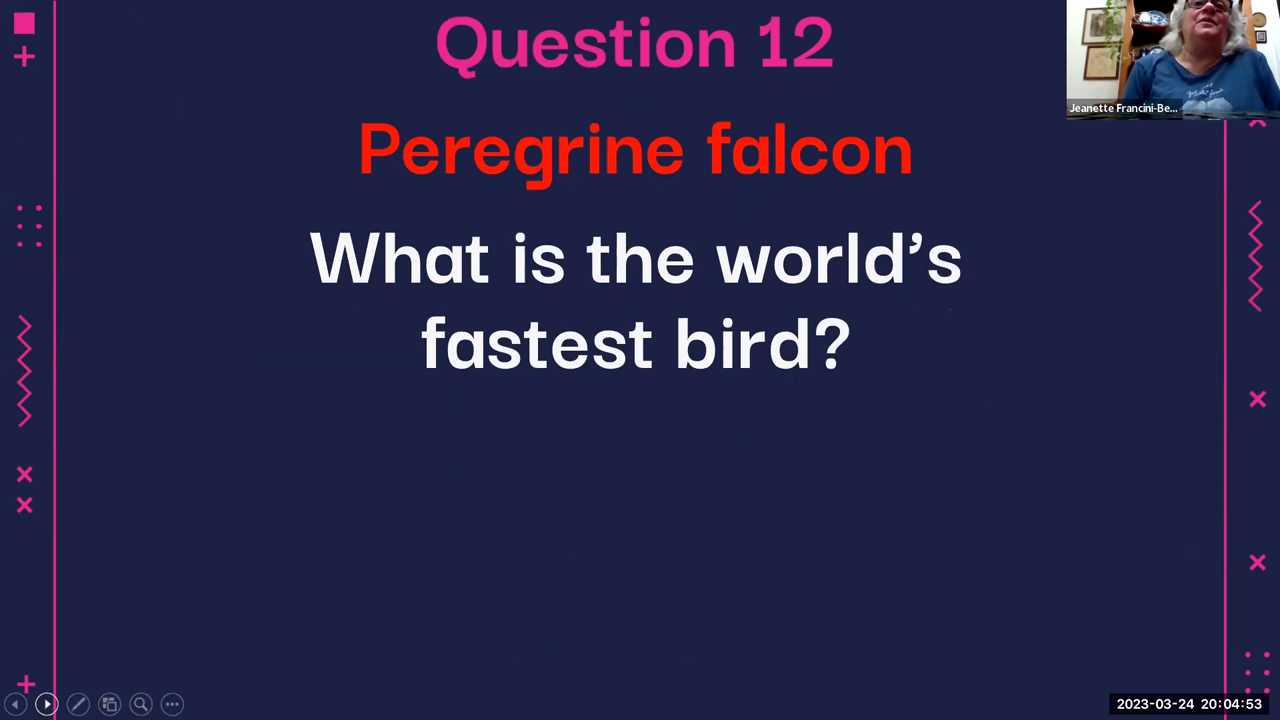 Question 12
Peregrine falcon
What is the world’s
fastest bird?
Jeanette Francini-Be...
2023-03-24 20:04:53